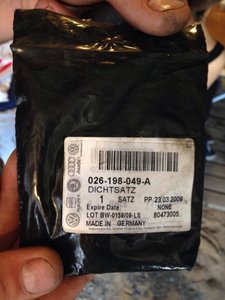 Audi
026-198-049-A
DICHTSATZ
1 SATZ PP 23.03.2009
Expire Date: NONE
LOT:BW-0159/09-LS 80473005
MADE IN GERMANY